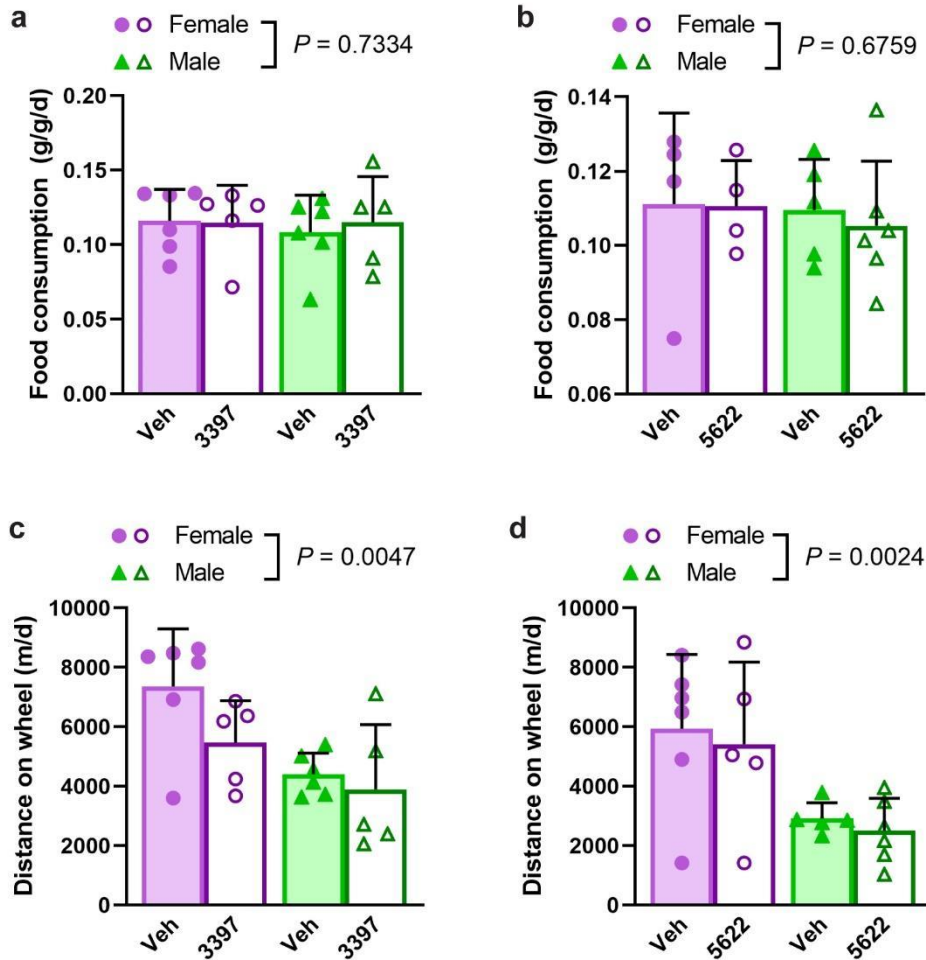 a
Female
Male
P = 0.7334
Food consumption (g/g/d)
0.20
0.15
0.10
0.05
0.00
Veh
3397
Veh
3397
b
Female
Male
P = 0.6759
Food consumption (g/g/d)
0.14
0.12
0.10
0.08
0.06
Veh
5622
Veh
5622
c
Female
Male
P = 0.0047
Distance on wheel (m/d)
10000
8000
6000
4000
2000
0
Veh
3397
Veh
3397
d
Female
Male
P = 0.0024
Distance on wheel (m/d)
10000
8000
6000
4000
2000
0
Veh
5622
Veh
5622